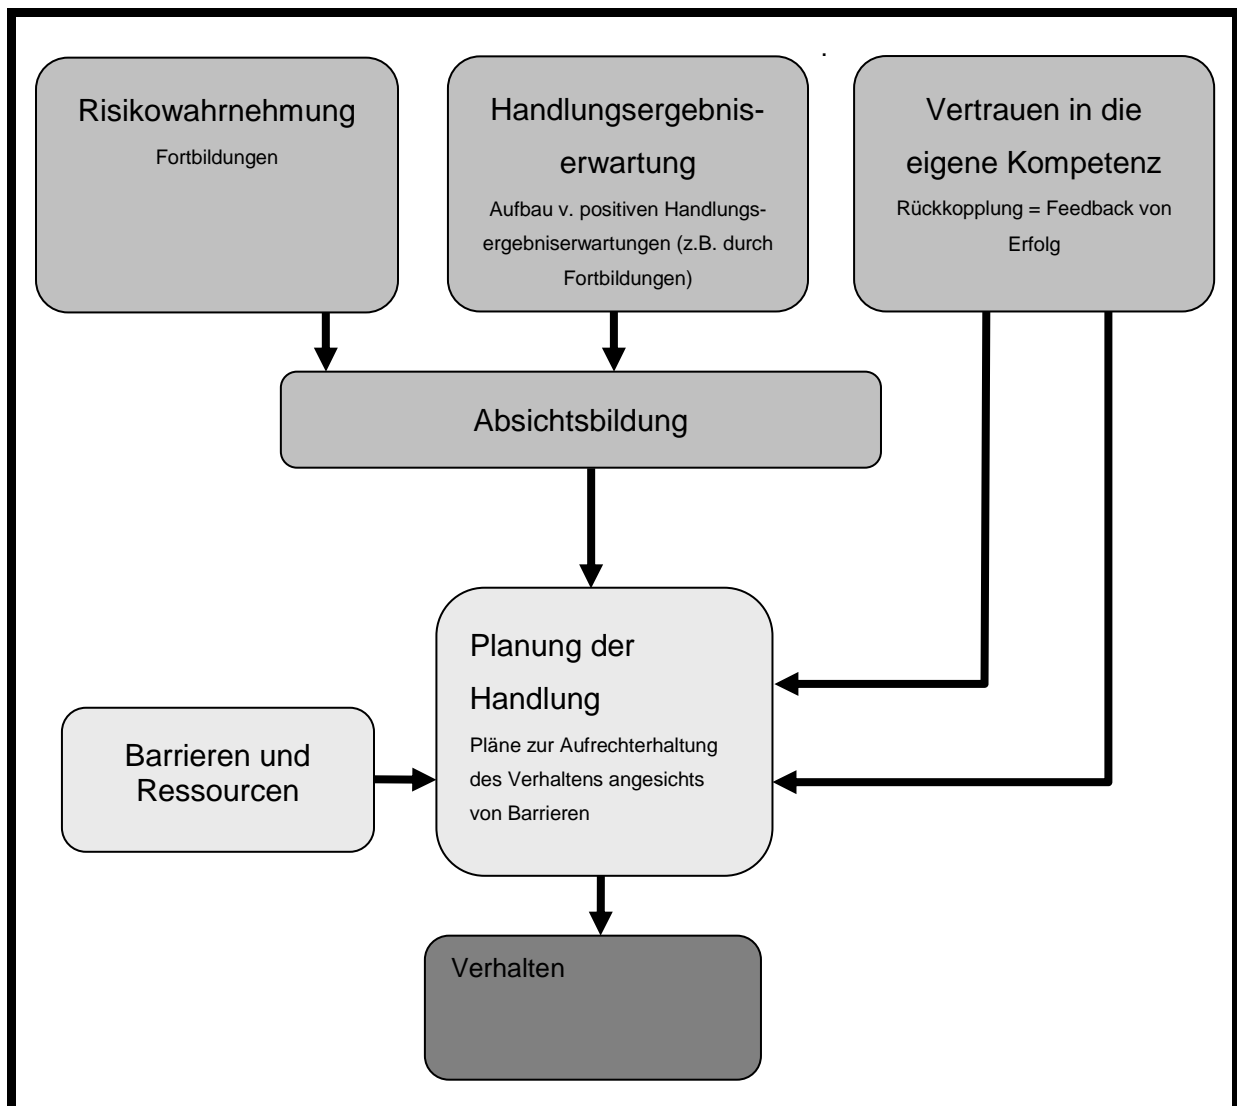 Risikowahrnehmung
Fortbildungen
Handlungsergebnis-
erwartung
Aufbau v. positiven Handlungs-
ergebniserwartungen (z.B. durch
Fortbildungen)
.
Vertrauen in die
eigene Kompetenz
Rückkopplung = Feedback von
Erfolg
Absichtsbildung
Planung der
Handlung
Pläne zur Aufrechterhaltung
des Verhaltens angesichts
von Barrieren
Barrieren und
Ressourcen
Verhalten